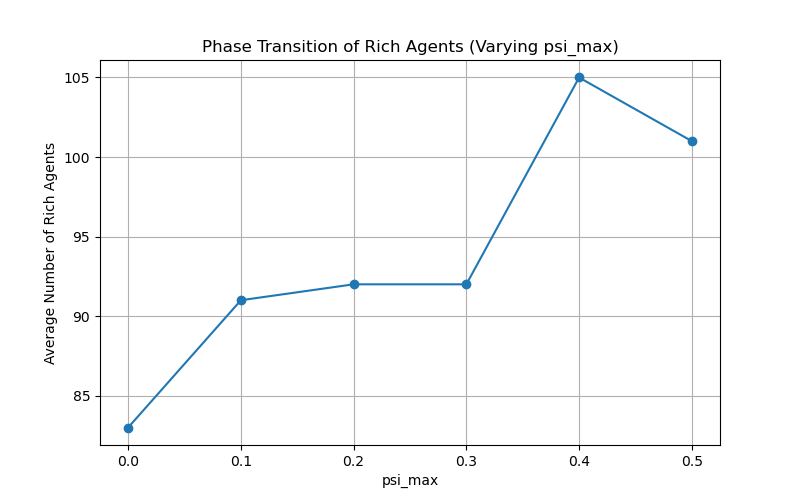 Phase Transition of Rich Agents (Varying psi_max)
Average Number of Rich Agents
105
100
95
90
85
0.0 0.1 0.2 0.3 0.4 0.5
psi_max